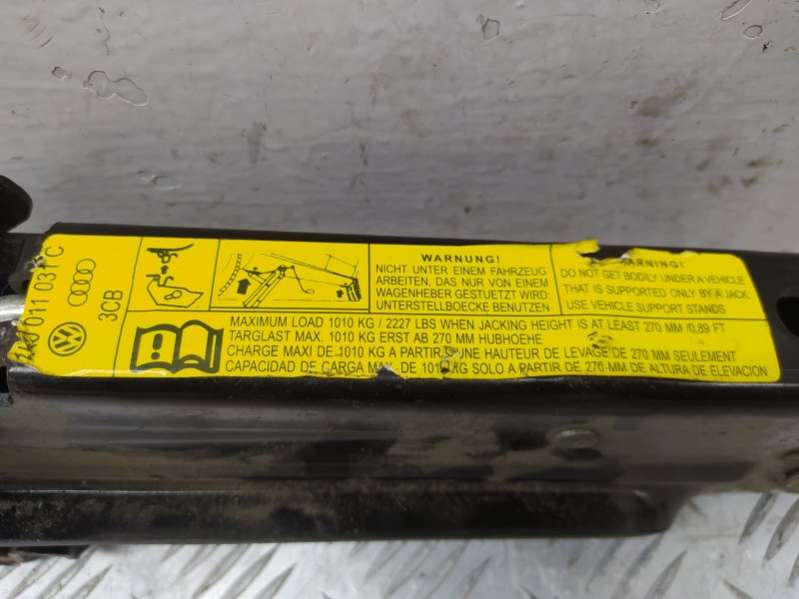 011 031 C
3CB
WARNUNG!
NICHT UNTER EINEM FAHRZEUG
ARBEITEN, DAS NUR VON EINEM
WAGENHEBER GESTUETZT WIRD
UNTERSTELLBOECKE BENUTZEN
WARNING!
DO NOT GET BODILY UNDER A VEHICLE
THAT IS SUPPORTED ONLY BY A JACK.
USE VEHICLE SUPPORT STANDS
MAXIMUM LOAD 1010 KG / 2227 LBS WHEN JACKING HEIGHT IS AT LEAST 270 MM /0,89 FT
TARGLAST MAX. 1010 KG ERST AB 270 MM HUBHOEHE
CHARGE MAXI DE 1010 KG A PARTIR D'UNE HAUTEUR DE LEVAGE DE 270 MM SEULEMENT
CAPACIDAD DE CARGA MAX. DE 1010 KG SOLO A PARTIR DE 270 MM DE ALTURA DE ELEVACION